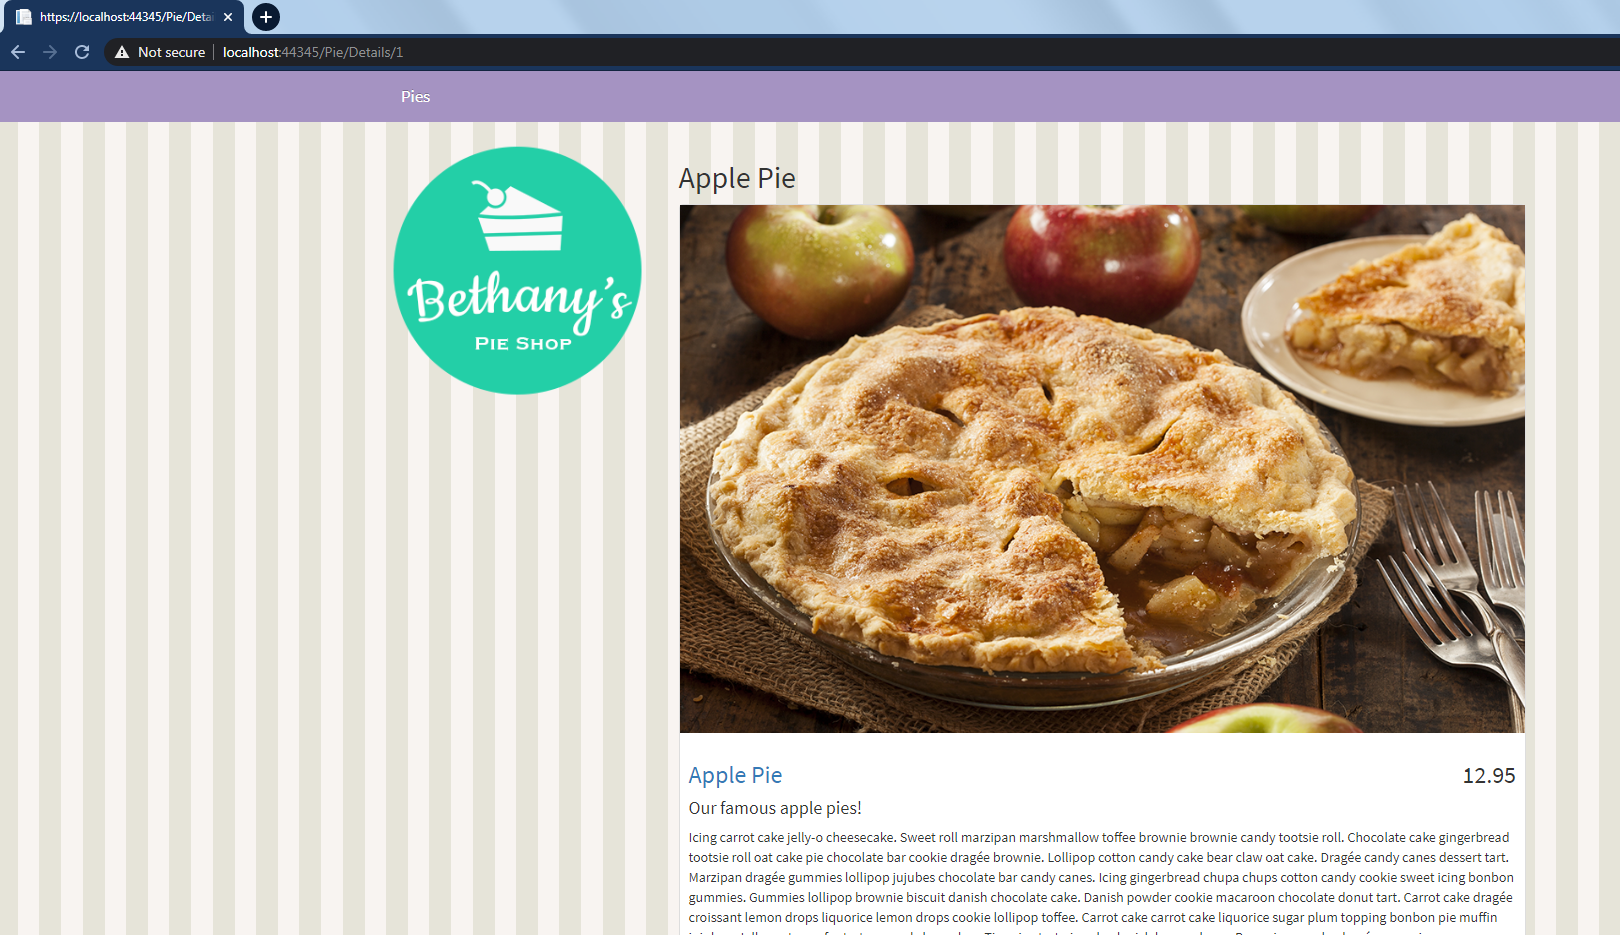 https://localhost:44345/Pie/Deta
Not secure
localhost:44345/Pie/Details/1
Pies
Bethany's
PIE SHOP
Apple Pie
Apple Pie
12.95
Our famous apple pies!
Icing carrot cake jelly-o cheesecake. Sweet roll marzipan marshmallow toffee brownie brownie candy tootsie roll. Chocolate cake gingerbread
tootsie roll oat cake pie chocolate bar cookie dragée brownie. Lollipop cotton candy cake bear claw oat cake. Dragée candy canes dessert tart.
Marzipan dragée gummies lollipop jujubes chocolate bar candy canes. Icing gingerbread chupa chups cotton candy cookie sweet icing bonbon
gummies. Gummies lollipop brownie biscuit danish chocolate cake. Danish powder cookie macaroon chocolate donut tart. Carrot cake dragée
croissant lemon drops liquorice lemon drops cookie lollipop toffee. Carrot cake carrot cake liquorice sugar plum topping bonbon pie muffin